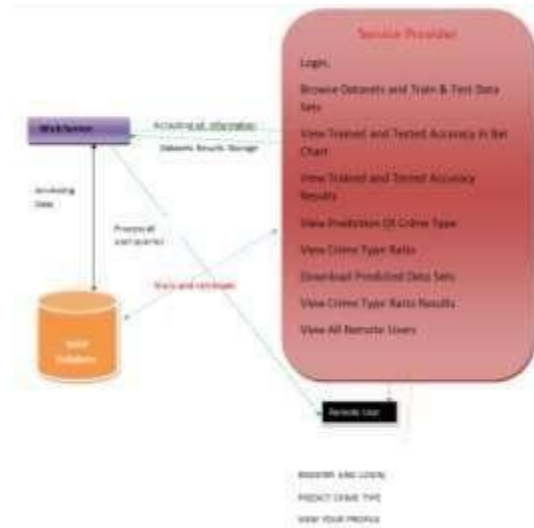 Service Provider
Login,
Browse Datasets and Train & Test Data
Sets
View Trained and Tested Accuracy in Bar
Chart
View Trained and Tested Accuracy
Results
View Prediction Of Crime Type
View Crime Type Ratio
Download Predicted Data Sets
View Crime Type Ratio Results
View All Remote Users
Web Server
Accepting all Information
Datasets Results Storage
Accessing
Data
Process all
user queries
Store and retrievals
Database
Remote User
REGISTER AND LOGIN,
PREDICT CRIME TYPE
VIEW YOUR PROFILE